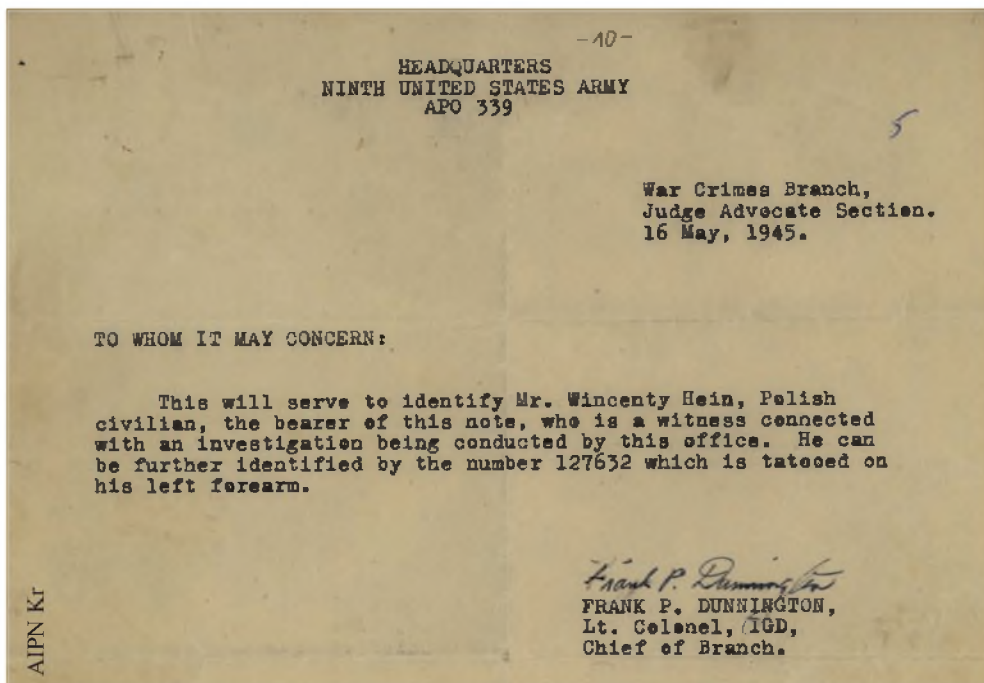 -10-
HEADQUARTERS
NINTH UNITED STATES ARMY
APO 339
5
War Crimes Branch,
Judge Advocate Section.
16 May, 1945.
TO WHOM IT MAY CONCERN:
This will serve to identify Mr. Wincenty Hein, Polish
civilian, the bearer of this note, who is a witness connected
with an investigation being conducted by this office. He can
be further identified by the number 127632 which is tatooed on
his left forearm.
Frank P. Dunnington
FRANK P. DUNNINGTON,
Lt. Colonel, IGD,
Chief of Branch.
AIPN Kr